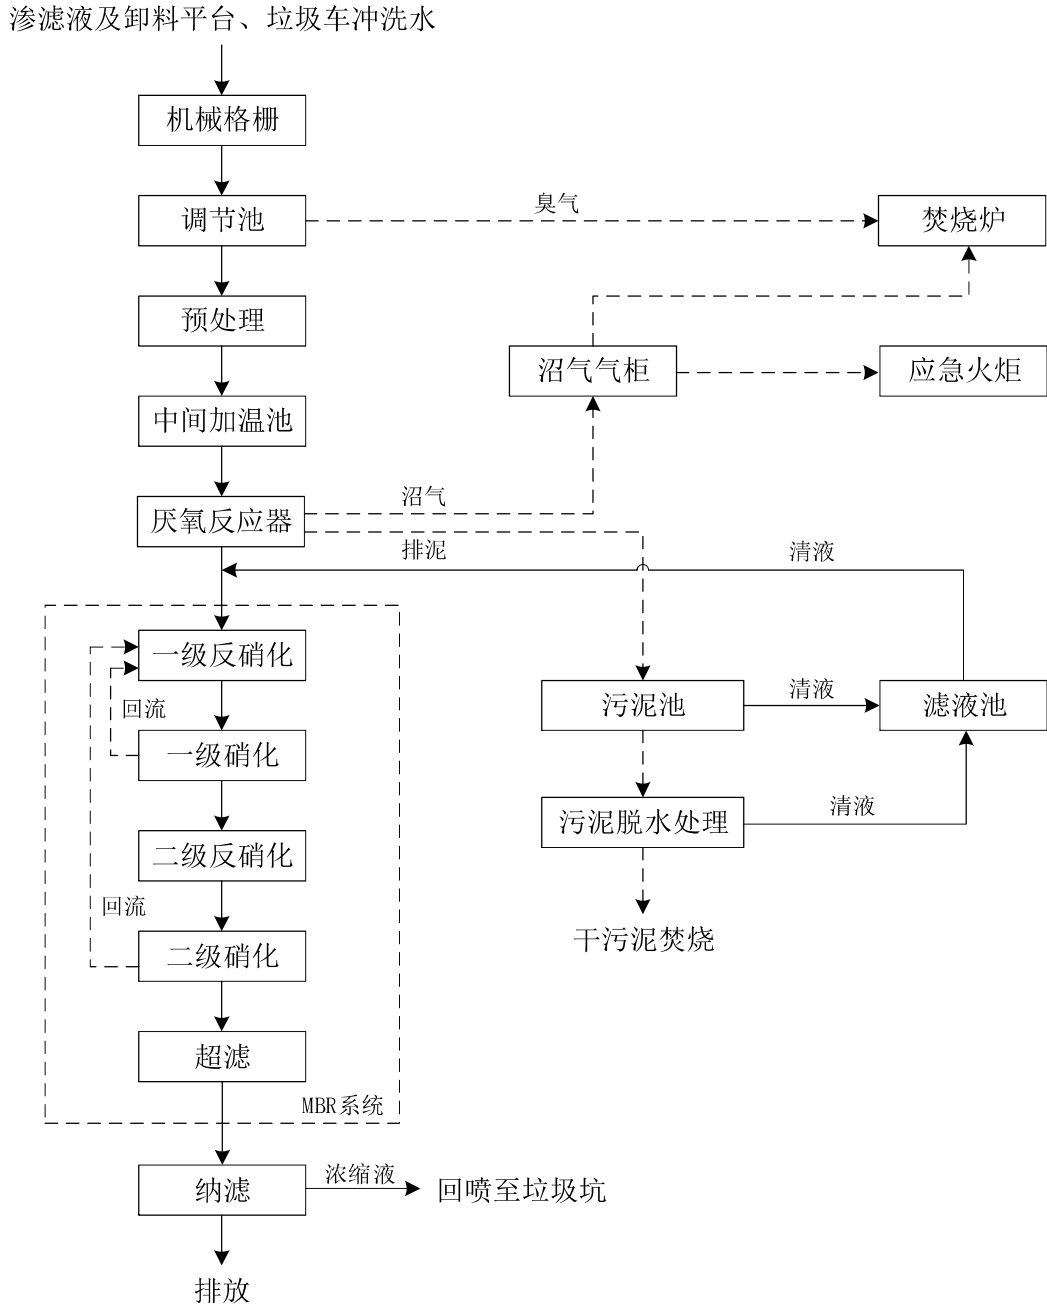 渗滤液及卸料平台、垃圾车冲洗水
机械格栅
调节池
臭气
焚烧炉
预处理
沼气气柜
应急火炬
中间加温池
沼气
厌氧反应器
排泥
清液
一级反硝化
回流
污泥池
清液
滤液池
一级硝化
污泥脱水处理
清液
二级反硝化
回流
二级硝化
干污泥焚烧
超滤
MBR系统
纳滤
浓缩液
回喷至垃圾坑
排放